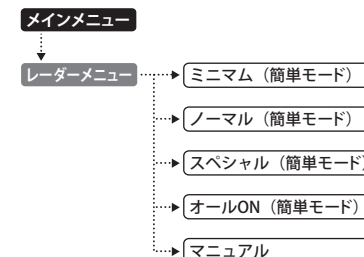 メインメニュー
レーダーメニュー
ミニマム（簡単モード）
ノーマル（簡単モード）
スペシャル（簡単モード）
オールON（簡単モード）
マニュアル